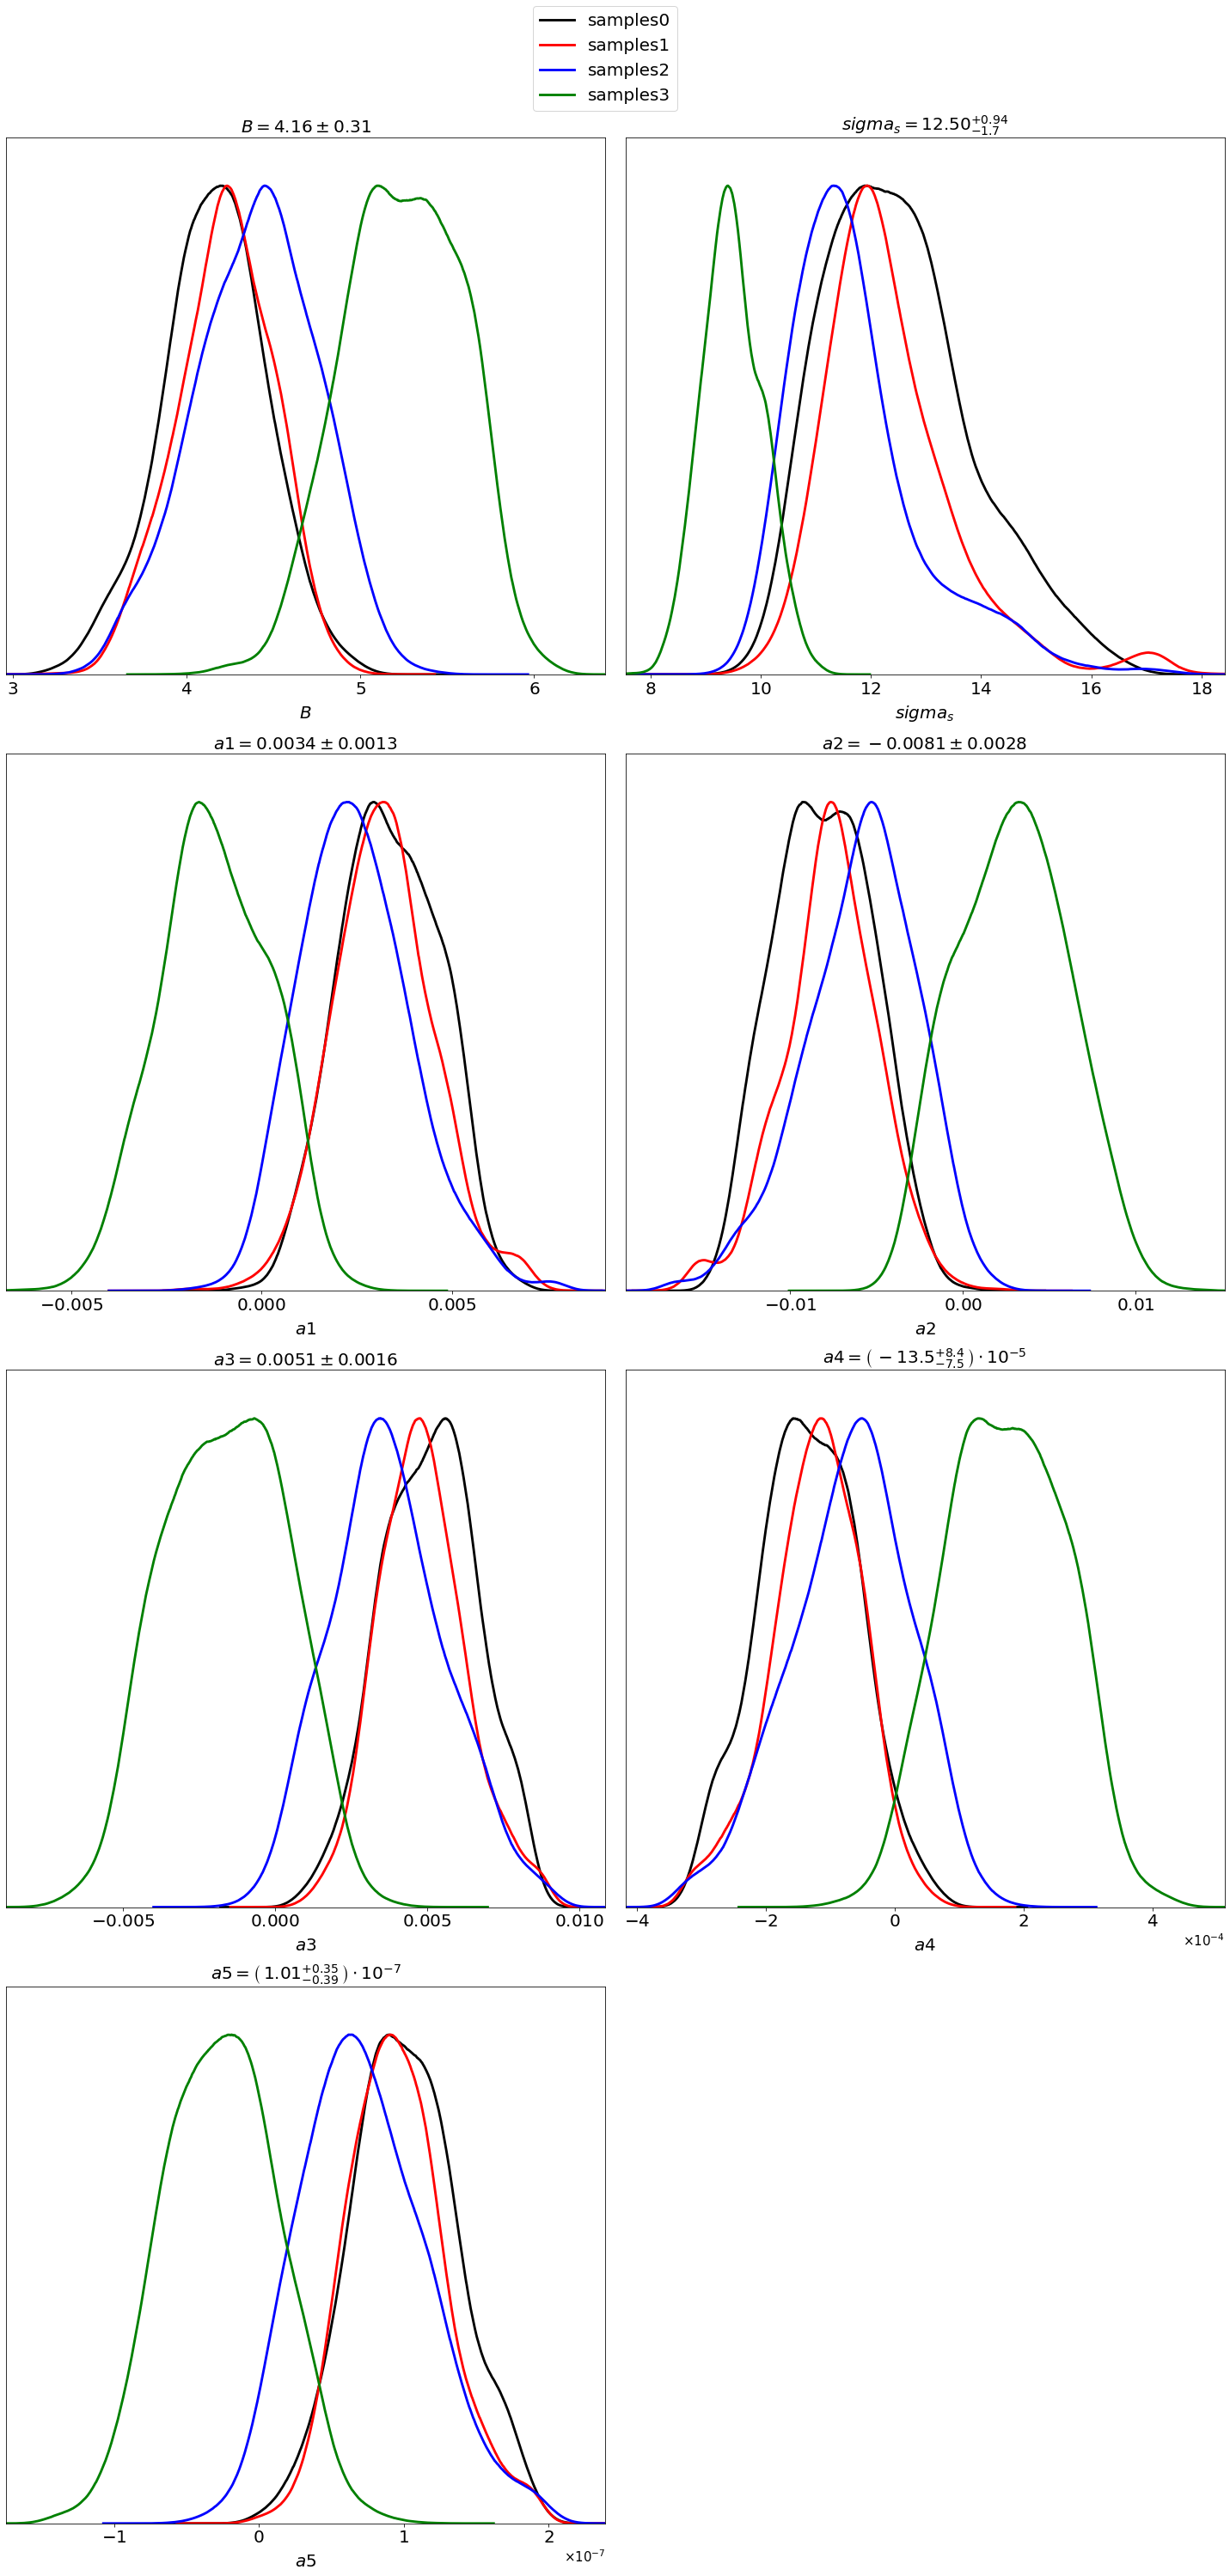 samples0
samples1
samples2
samples3
B = 4.16 ± 0.31
3 4 5 6
B
sigma_s = 12.50^{+0.94}_{-1.7}
8 10 12 14 16 18
sigma_s
a1 = 0.0034 ± 0.0013
−0.005 0.000 0.005
a1
a2 = − 0.0081 ± 0.0028
−0.01 0.00 0.01
a2
a3 = 0.0051 ± 0.0016
−0.005 0.000 0.005 0.010
a3
a4 = ( − 13.5^{+8.4}_{−7.5} ) · 10^{−5}
−4 −2 0 2 4
×10^{−4}
a4
a5 = ( 1.01^{+0.35}_{−0.39} ) · 10^{−7}
−1 0 1 2
×10^{−7}
a5